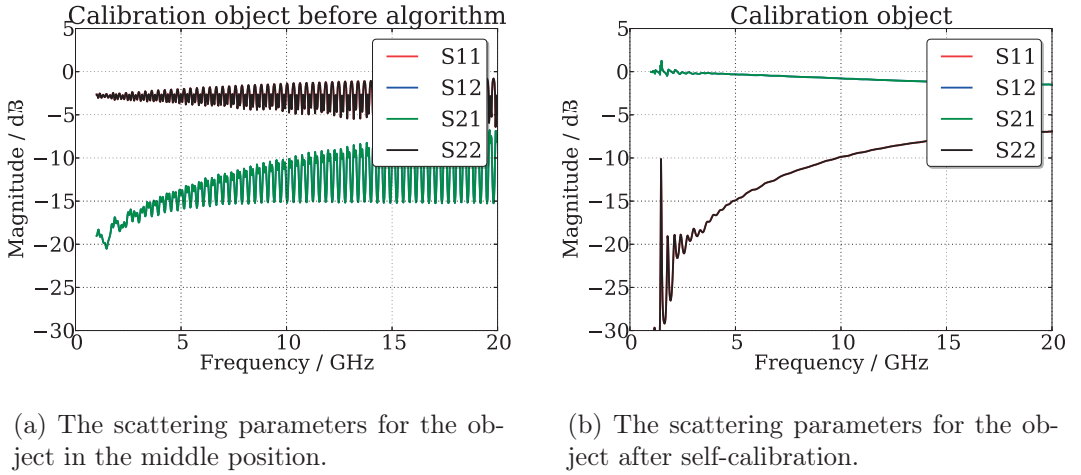 Calibration object before algorithm
5
0
−5
−10
−15
−20
−25
−30
Magnitude / dB
0
5
10
15
20
Frequency / GHz
S11
S12
S21
S22
(a) The scattering parameters for the ob-
ject in the middle position.
Calibration object
5
0
−5
−10
−15
−20
−25
−30
Magnitude / dB
0
5
10
15
20
Frequency / GHz
S11
S12
S21
S22
(b) The scattering parameters for the
object after self-calibration.